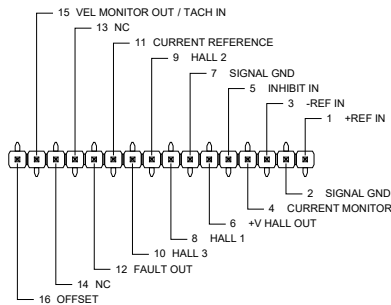 15 VEL MONITOR OUT / TACH IN
13 NC
11 CURRENT REFERENCE
9 HALL 2
7 SIGNAL GND
5 INHIBIT IN
3 -REF IN
1 +REF IN
2 SIGNAL GND
4 CURRENT MONITOR
6 +V HALL OUT
8 HALL 1
10 HALL 3
12 FAULT OUT
14 NC
16 OFFSET